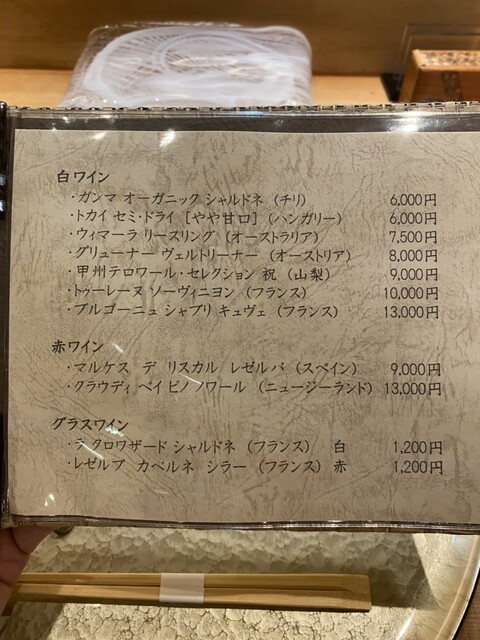 白ワイン
・ガンマ オーガニック シャルドネ (チリ) 6,000円
・トカイ セミ・ドライ [やや甘口] (ハンガリー) 6,000円
・ウィマーラ リースリング (オーストラリア) 7,500円
・グリューナー ヴェルトリーナー (オーストリア) 8,000円
・甲州テロワール・セレクション 祝 (山梨) 9,000円
・トゥーレーヌ ソーヴィニヨン (フランス) 10,000円
・ブルゴーニュ シャブリ キュヴェ (フランス) 13,000円
赤ワイン
・マルケス デ リスカル レゼルバ (スペイン) 9,000円
・クラウディ ベイ ピノ ノワール (ニュージーランド) 13,000円
グラスワイン
・ラ クロワザード シャルドネ (フランス) 白 1,200円
・レゼルブ カベルネ シラー (フランス) 赤 1,200円